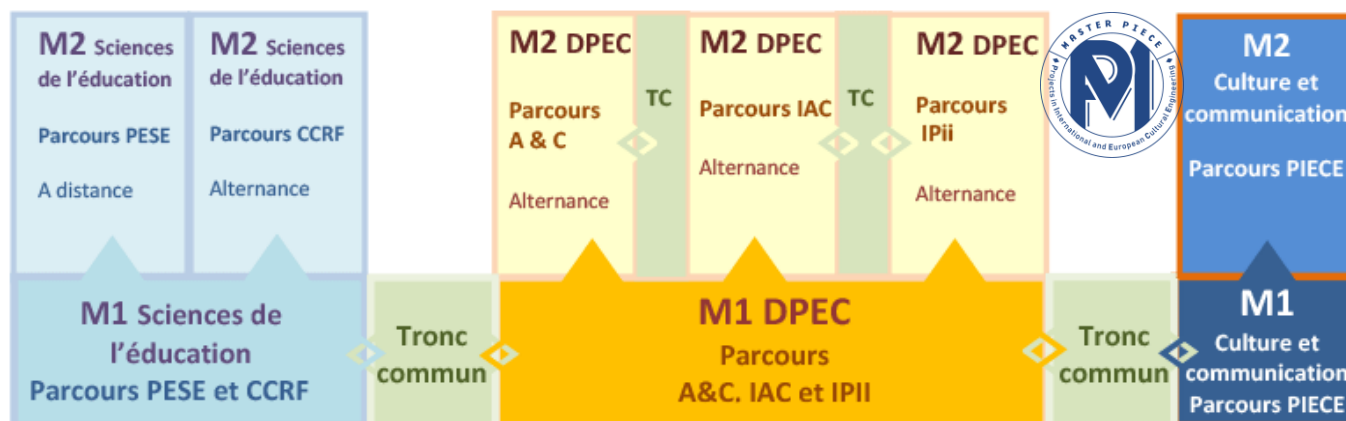 M2 Sciences
de l'éducation
Parcours PESE
A distance
M2 Sciences
de l'éducation
Parcours CCRF
Alternance
M2 DPEC
Parcours
A & C
Alternance
TC
M2 DPEC
Parcours IAC
Alternance
TC
M2 DPEC
Parcours
IPii
Alternance
MASTER PIECE
Projects in International and European Cultural Engineering
M2
Culture et
communication
Parcours PIECE
M1 Sciences de
l'éducation
Parcours PESE et CCRF
Tronc
commun
M1 DPEC
Parcours
A&C. IAC et IPII
Tronc
commun
M1
Culture et
communication
Parcours PIECE